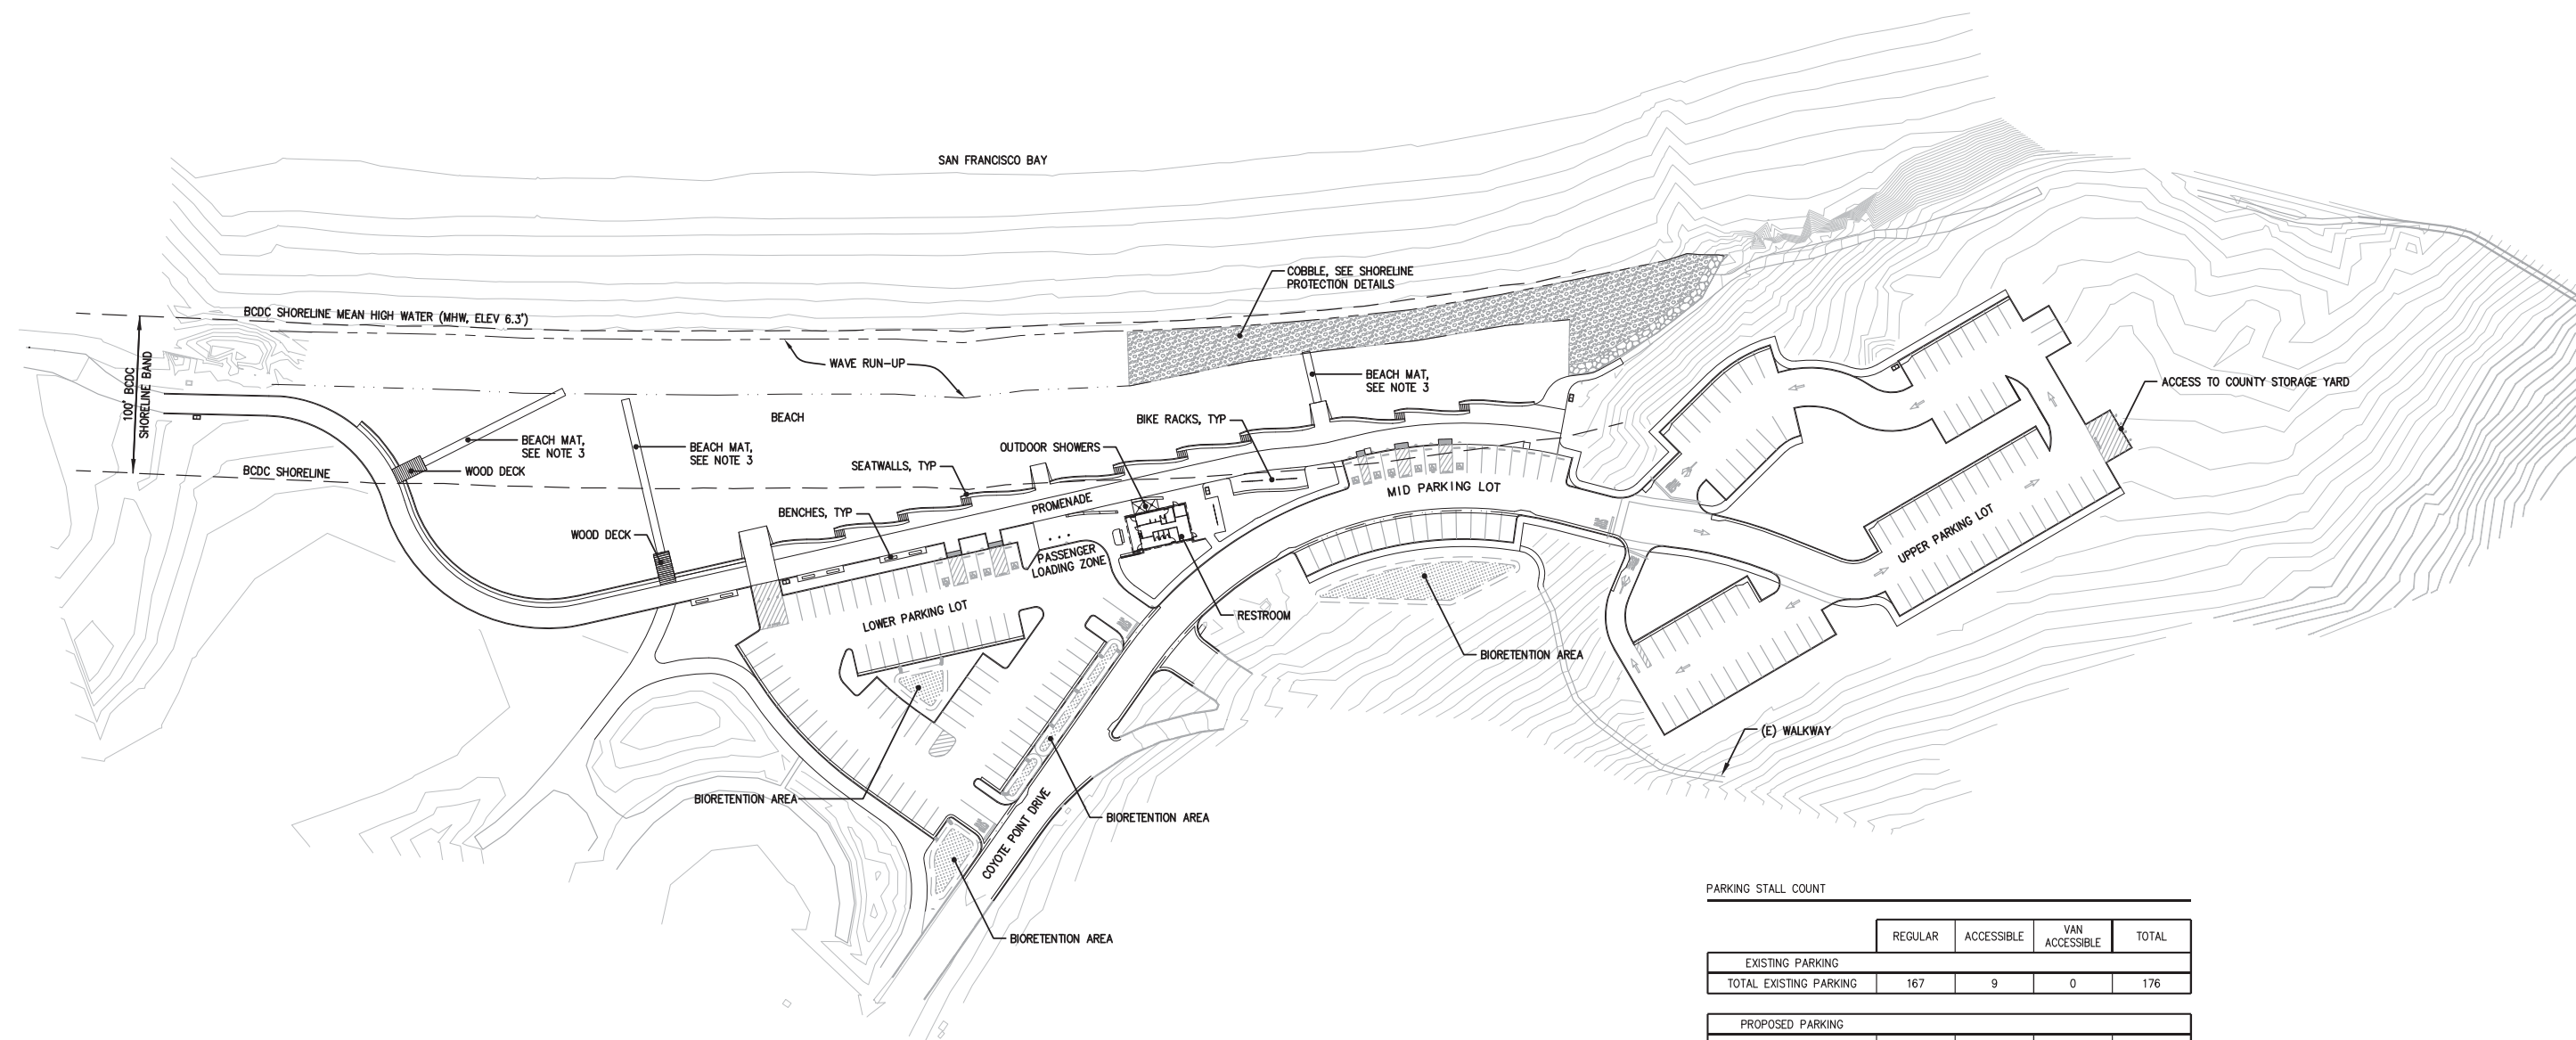 SAN FRANCISCO BAY
COBBLE, SEE SHORELINE
PROTECTION DETAILS
BCDC SHORELINE MEAN HIGH WATER (MHW, ELEV 6.3')
100' BCDC
SHORELINE BAND
WAVE RUN-UP
BEACH MAT,
SEE NOTE 3
ACCESS TO COUNTY STORAGE YARD
BEACH
BIKE RACKS, TYP
BEACH MAT,
SEE NOTE 3
BEACH MAT,
SEE NOTE 3
OUTDOOR SHOWERS
WOOD DECK
BCDC SHORELINE
SEATWALLS, TYP
MID PARKING LOT
PROMENADE
BENCHES, TYP
WOOD DECK
PASSENGER
LOADING ZONE
UPPER PARKING LOT
LOWER PARKING LOT
RESTROOM
BIORETENTION AREA
(E) WALKWAY
BIORETENTION AREA
BIORETENTION AREA
COYOTE POINT DRIVE
BIORETENTION AREA
PARKING STALL COUNT
REGULAR ACCESSIBLE VAN ACCESSIBLE TOTAL
EXISTING PARKING
TOTAL EXISTING PARKING 167 9 0 176
PROPOSED PARKING